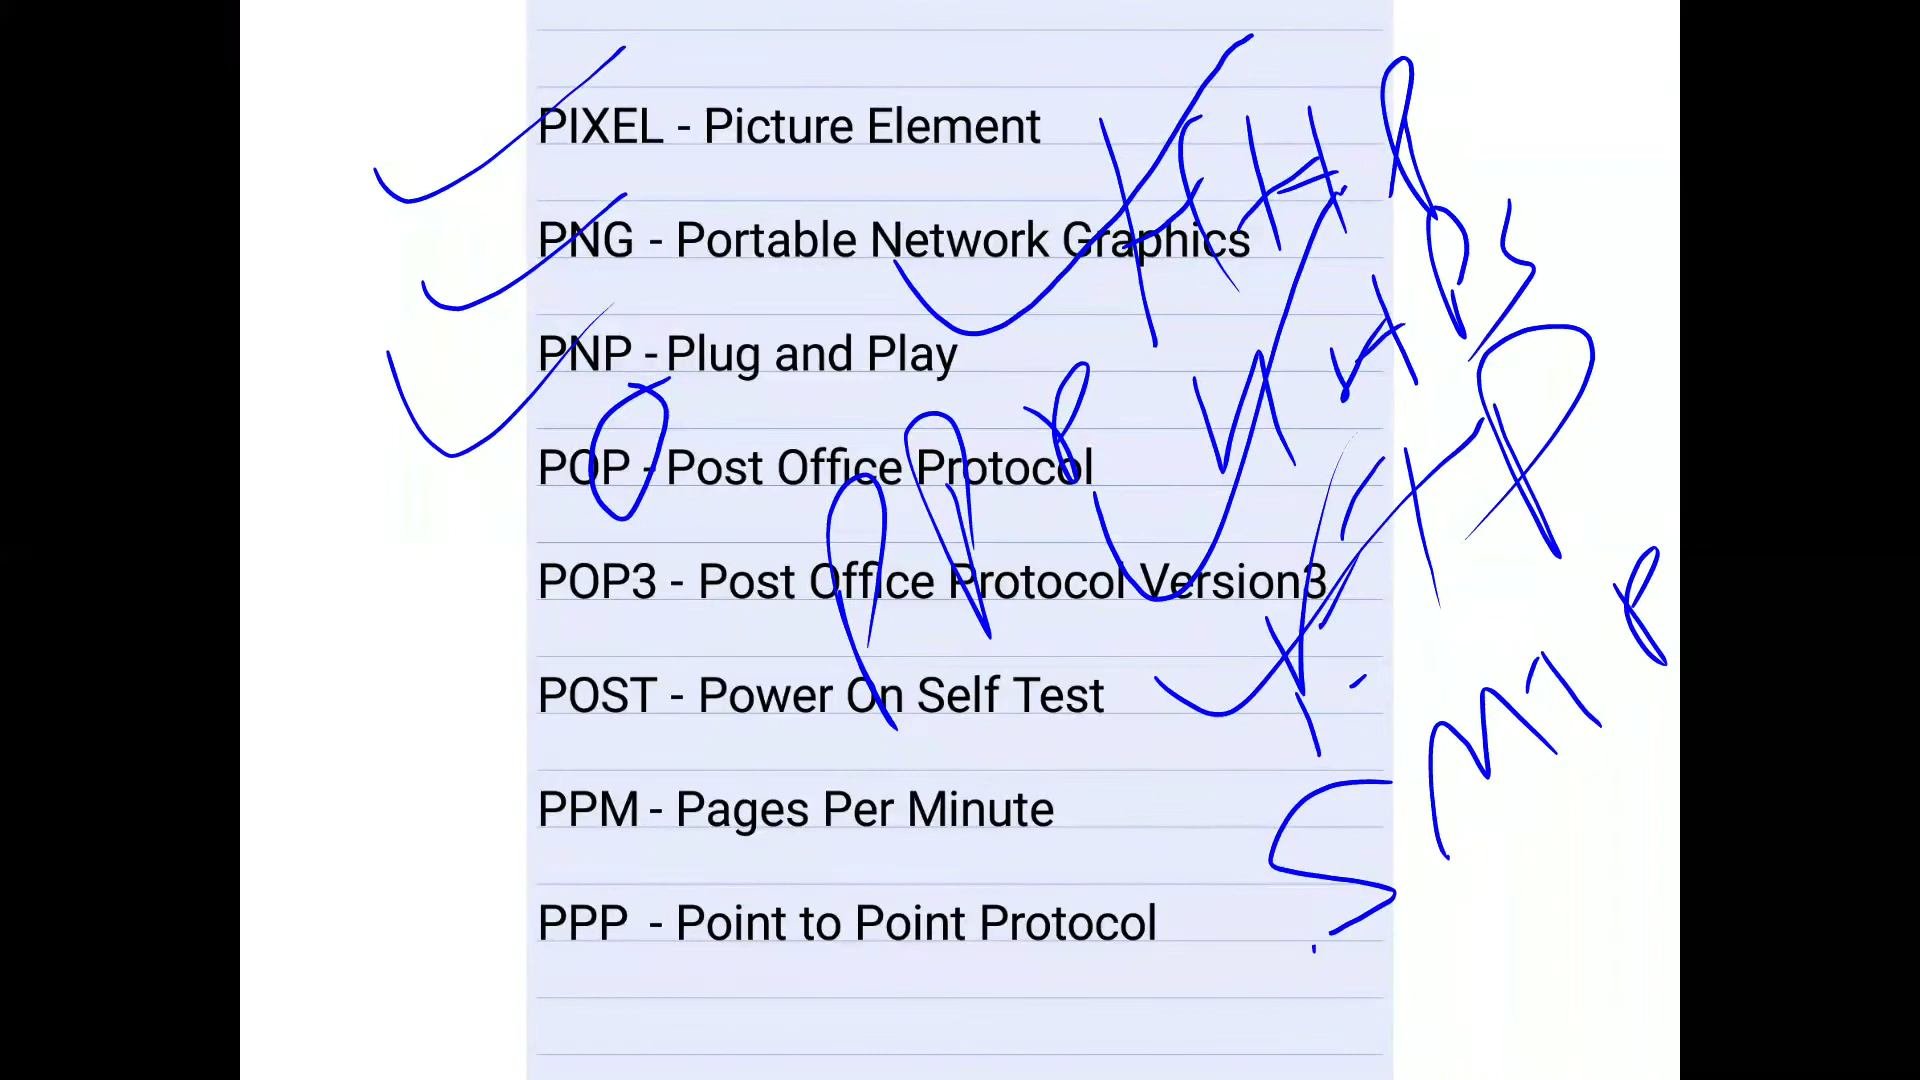 PIXEL - Picture Element
PNG - Portable Network Graphics
PNP - Plug and Play
POP - Post Office Protocol
POP3 - Post Office Protocol Version3
POST - Power On Self Test
PPM - Pages Per Minute
PPP - Point to Point Protocol
SMTP